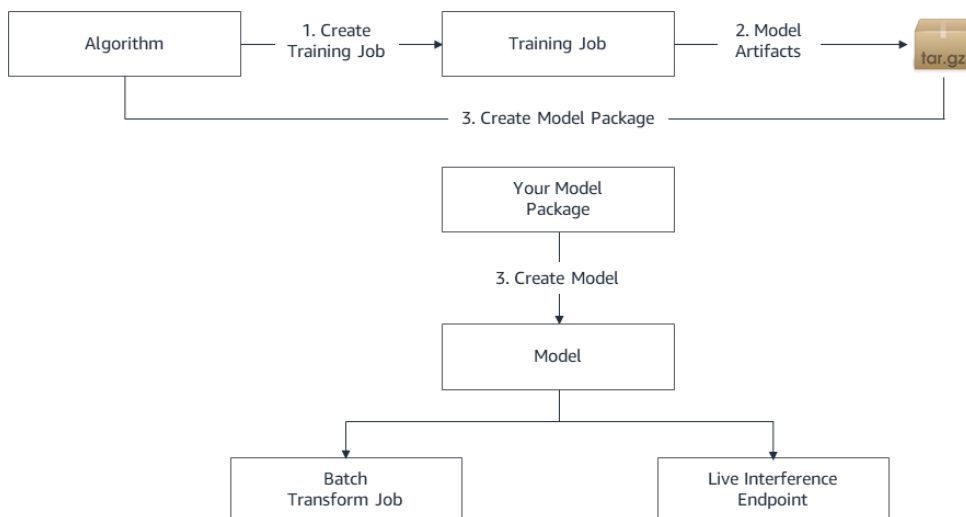 Algorithm
1. Create
Training Job
Training Job
2. Model
Artifacts
tar.gz
3. Create Model Package
Your Model
Package
3. Create Model
Model
Batch
Transform Job
Live Interference
Endpoint